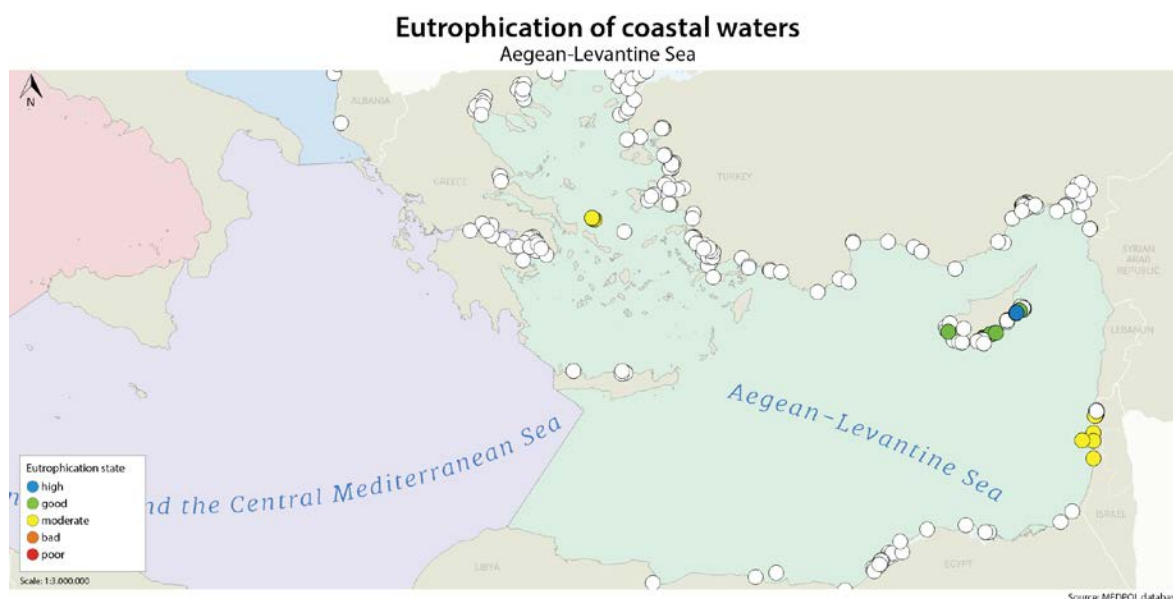 Eutrophication of coastal waters
Aegean-Levantine Sea
N
ALBANIA
GREECE
TURKEY
SYRIAN
ARAB
REPUBLIC
LEBANON
Aegean-Levantine Sea
nd the Central Mediterranean Sea
ISRAEL
LIBYA
EGYPT
Eutrophication state
high
good
moderate
bad
poor
Scale: 1:3.000.000
Source: MEDPOL databa